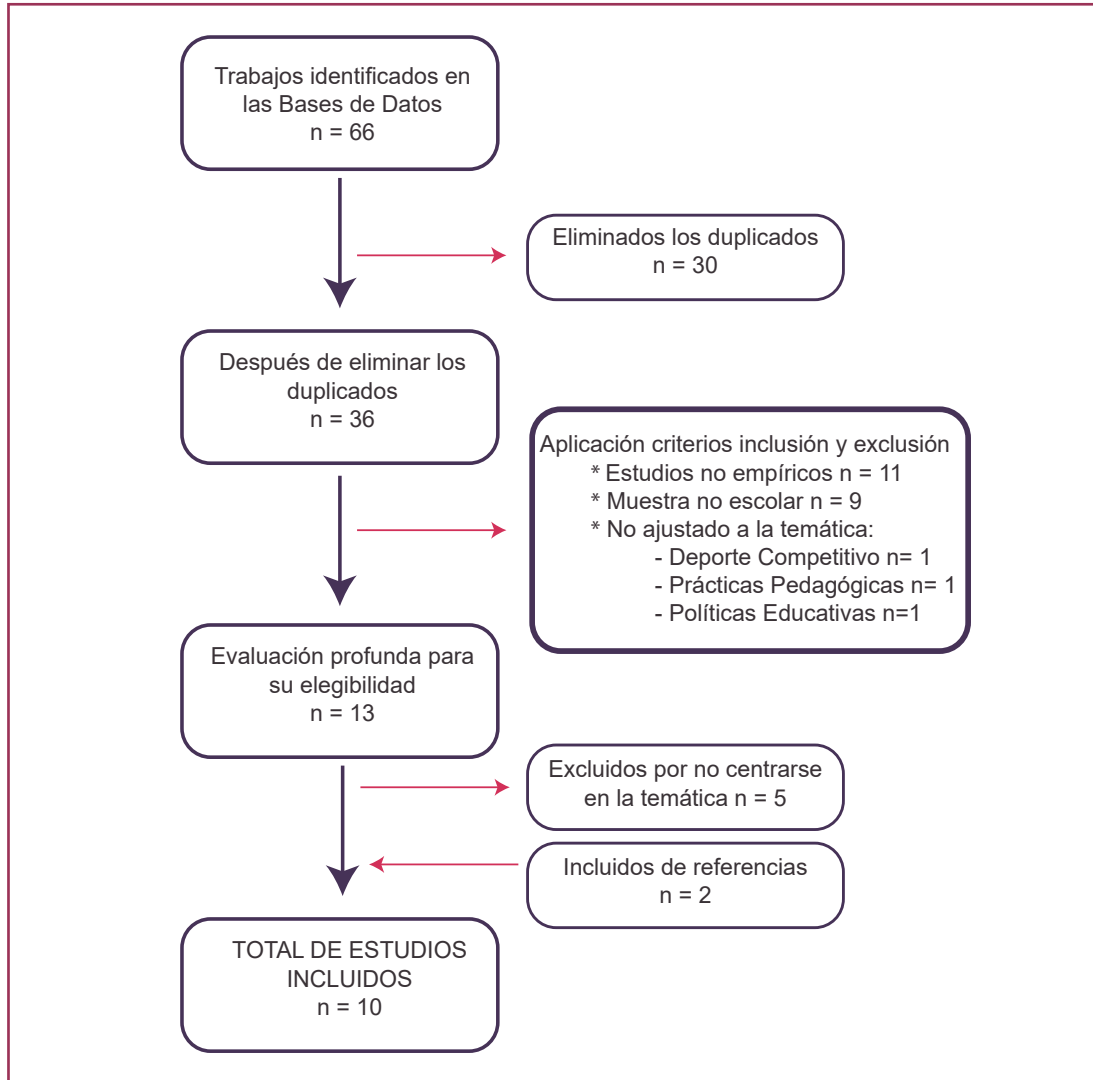 Trabajos identificados en
las Bases de Datos
n = 66
Eliminados los duplicados
n = 30
Después de eliminar los
duplicados
n = 36
Aplicación criterios inclusión y exclusión
* Estudios no empíricos n = 11
* Muestra no escolar n = 9
* No ajustado a la temática:
- Deporte Competitivo n= 1
- Prácticas Pedagógicas n= 1
- Políticas Educativas n=1
Evaluación profunda para
su elegibilidad
n = 13
Excluidos por no centrarse
en la temática n = 5
Incluidos de referencias
n = 2
TOTAL DE ESTUDIOS
INCLUIDOS
n = 10